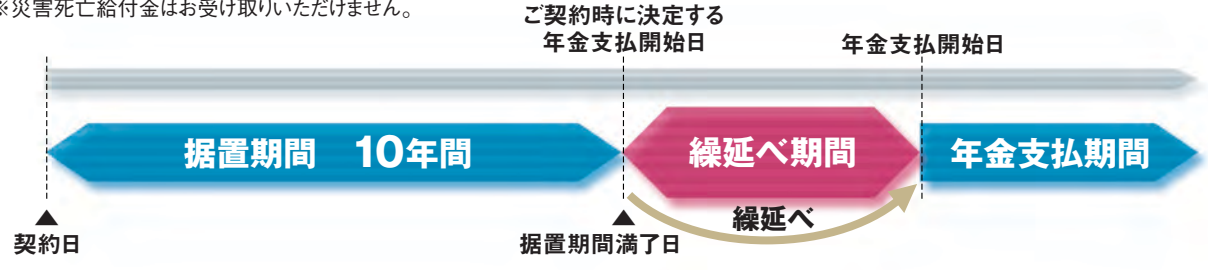 ※災害死亡給付金はお受け取りいただけません。
ご契約時に決定する
年金支払開始日
年金支払開始日
据置期間 10年間
繰延べ期間
年金支払期間
繰延べ
契約日
据置期間満了日